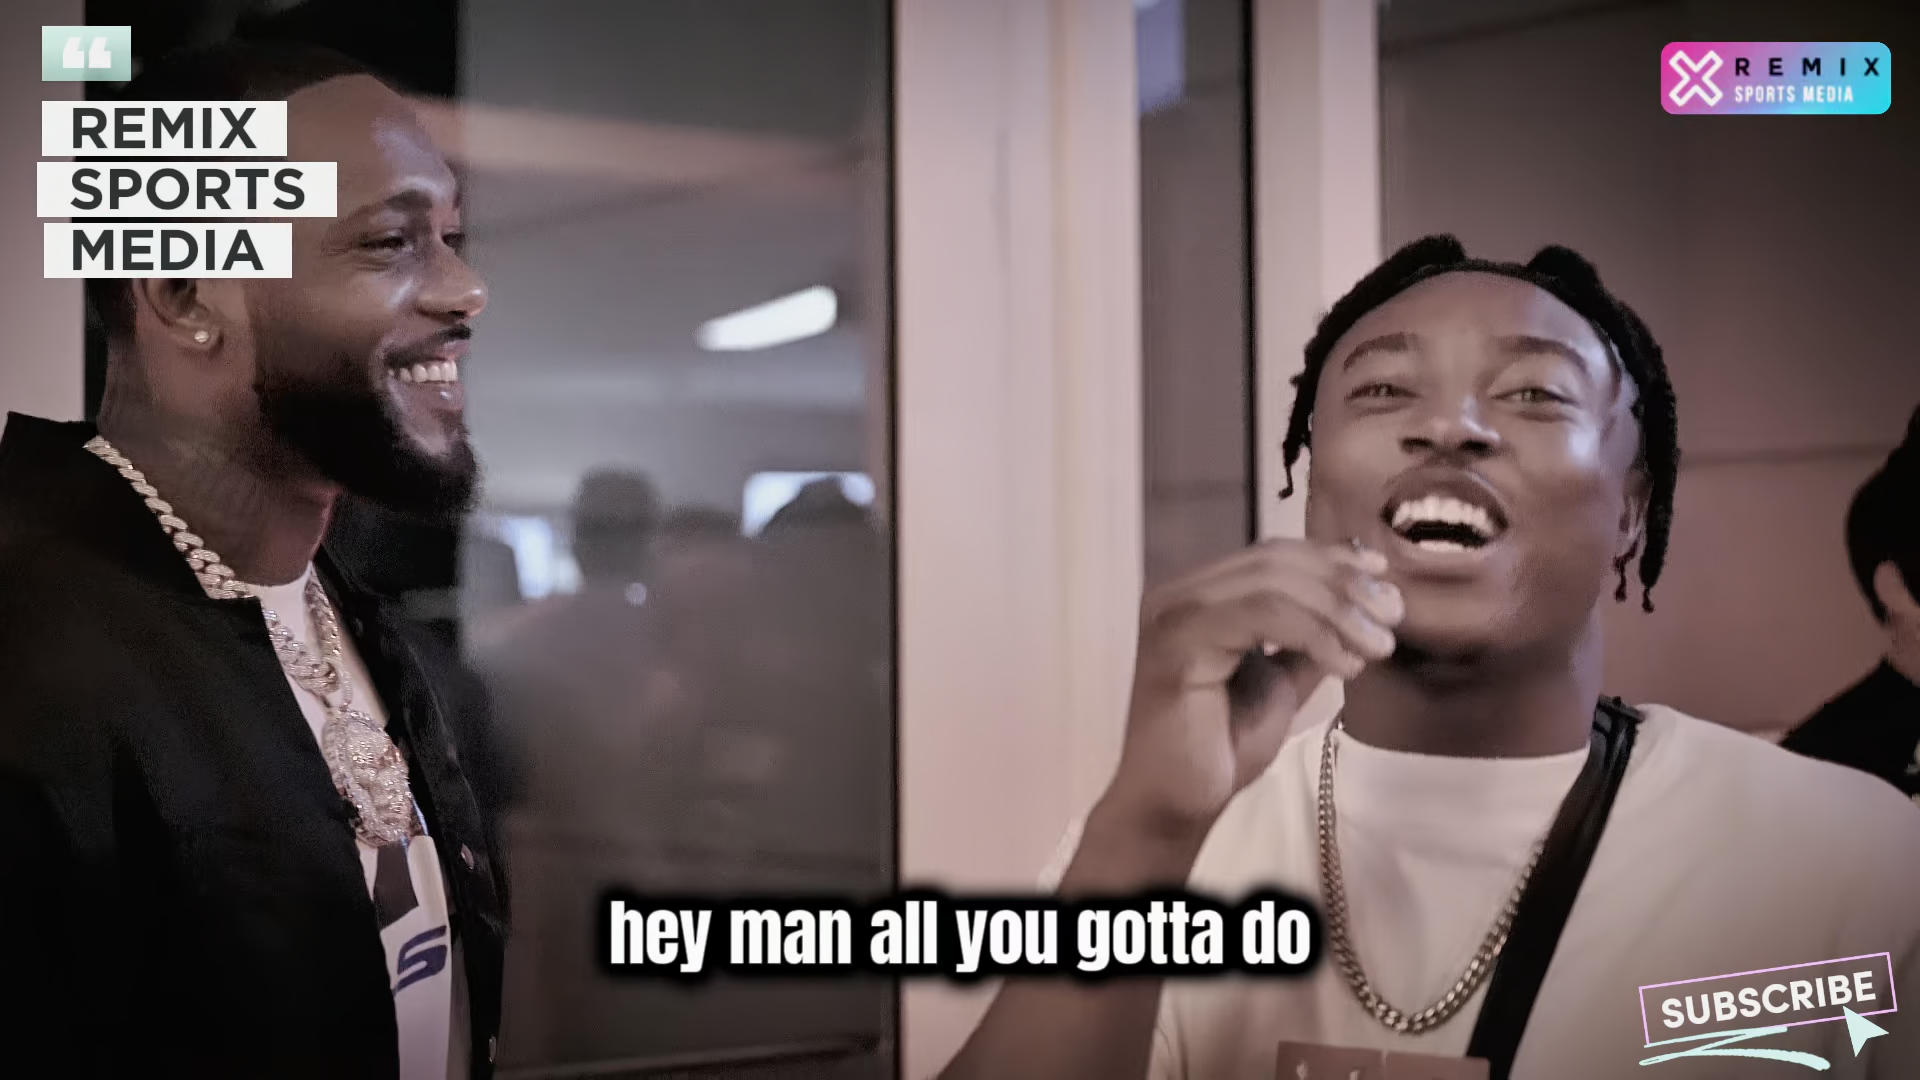 REMIX
SPORTS
MEDIA
REMIX
SPORTS MEDIA
S
hey man all you gotta do
SUBSCRIBE